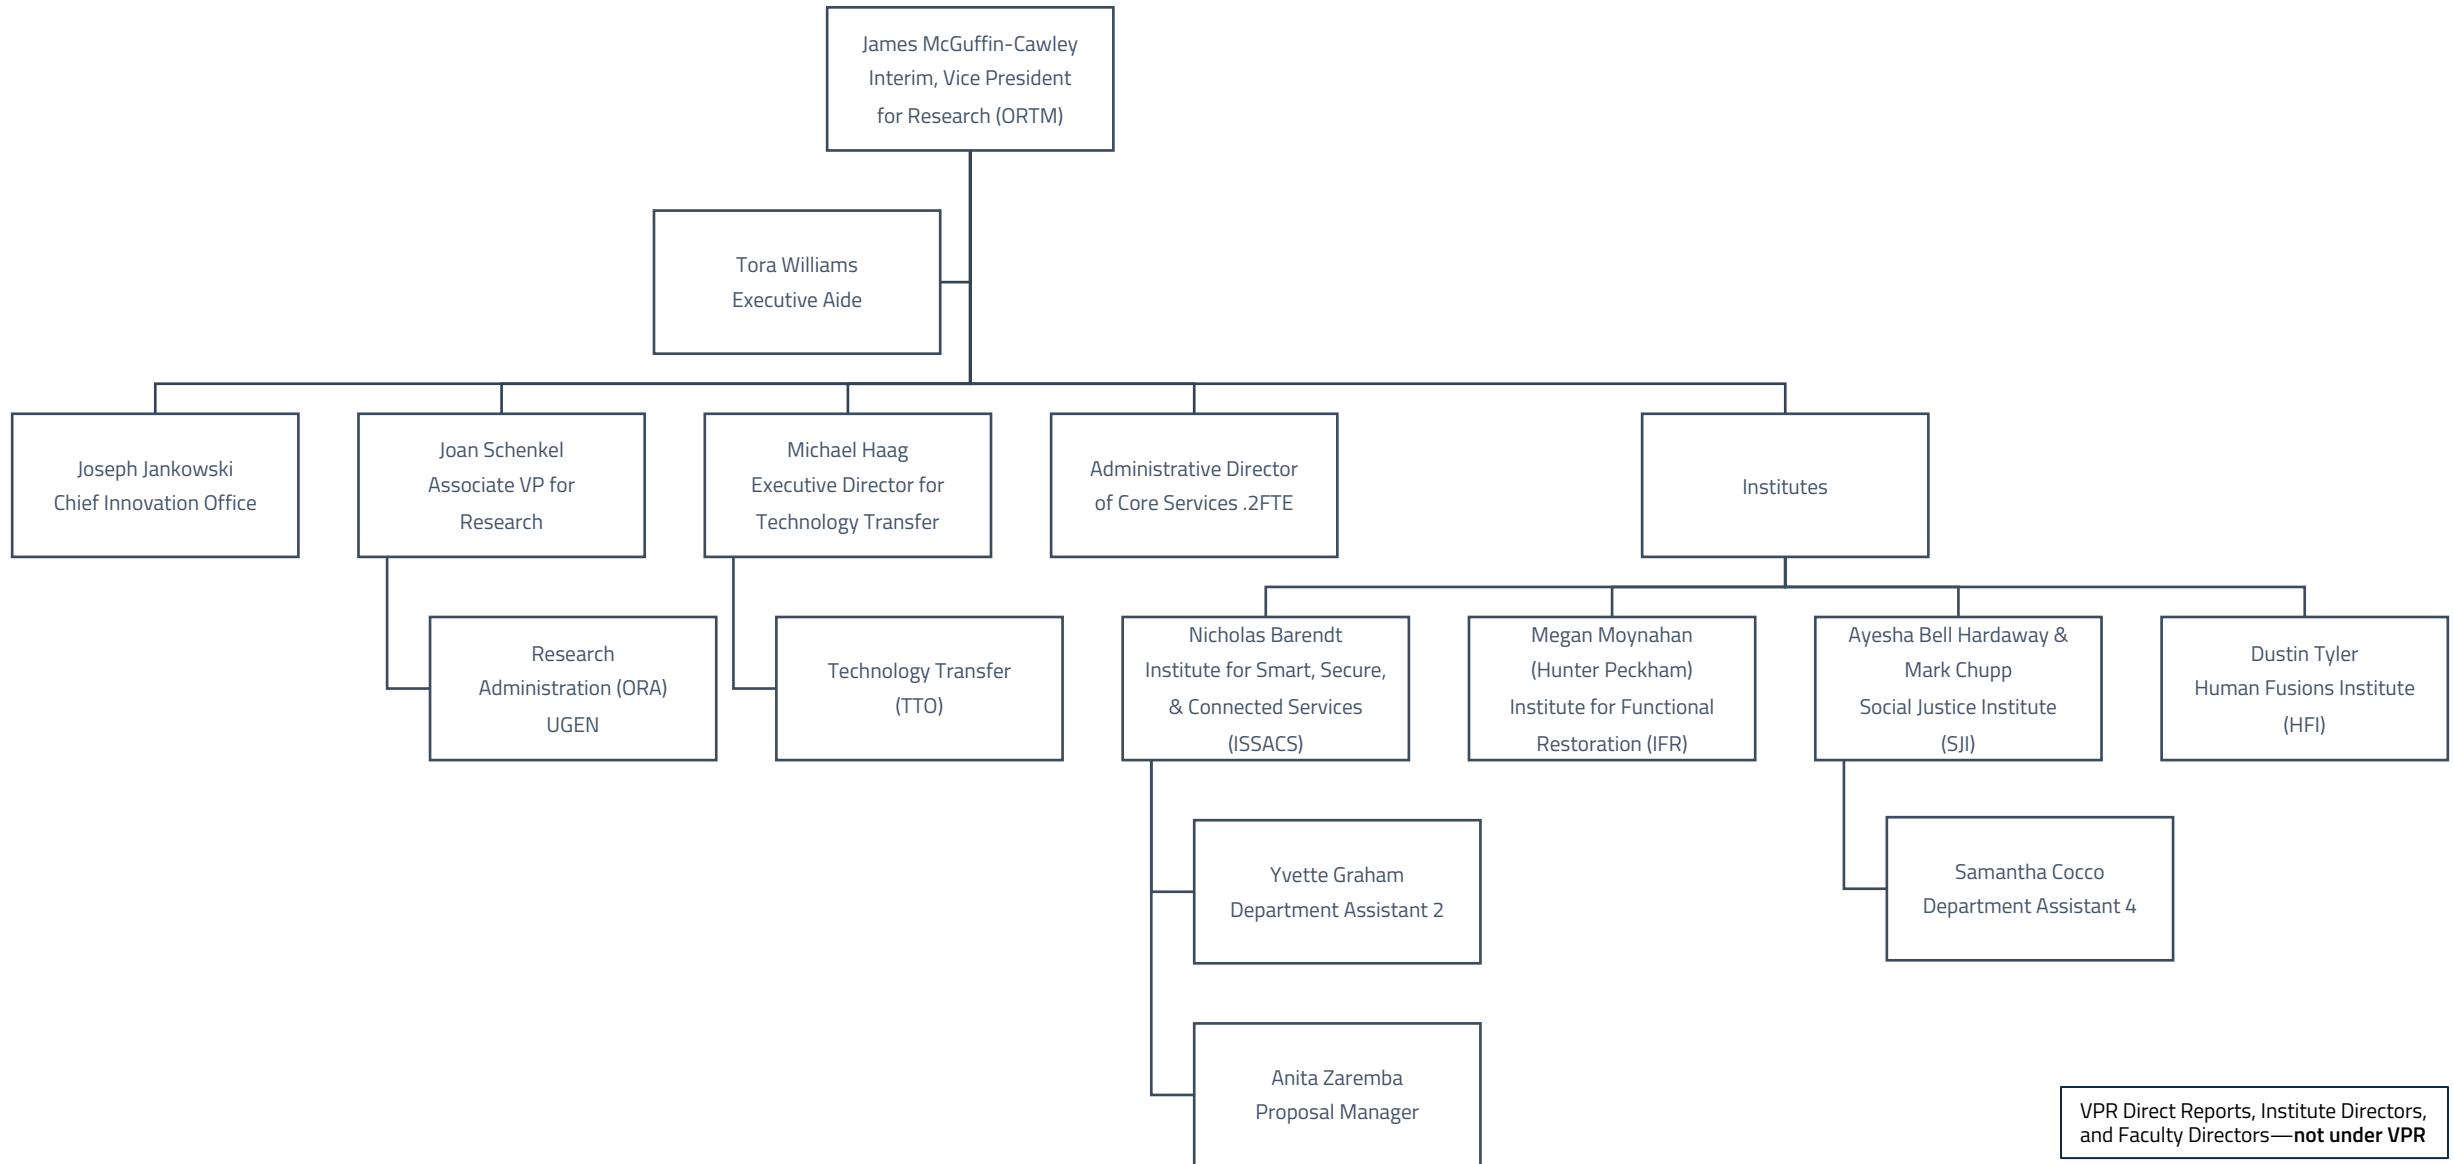 James McGuffin-Cawley
Interim, Vice President
for Research (ORTM)
Tora Williams
Executive Aide
Joseph Jankowski
Chief Innovation Office
Joan Schenkel
Associate VP for
Research
Michael Haag
Executive Director for
Technology Transfer
Administrative Director
of Core Services .2FTE
Institutes
Research
Administration (ORA)
UGEN
Technology Transfer
(TTO)
Nicholas Barendt
Institute for Smart, Secure,
& Connected Services
(ISSACS)
Megan Moynahan
(Hunter Peckham)
Institute for Functional
Restoration (IFR)
Ayesha Bell Hardaway &
Mark Chupp
Social Justice Institute
(SJI)
Dustin Tyler
Human Fusions Institute
(HFI)
Yvette Graham
Department Assistant 2
Samantha Cocco
Department Assistant 4
Anita Zaremba
Proposal Manager
VPR Direct Reports, Institute Directors,
and Faculty Directors—not under VPR